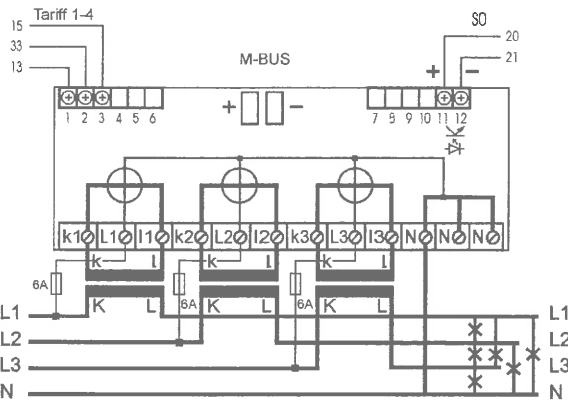 Tariff 1-4
15
33
13
M-BUS
SO
20
21
+ -
+ -
1 2 3 4 5 6
7 8 9 10 11 12
k1 L1 l1 k2 L2 l2 k3 L3 l3 N N N
k l k l k l
6A 6A 6A
K L K L K L
L1 L1
L2 L2
L3 L3
N N